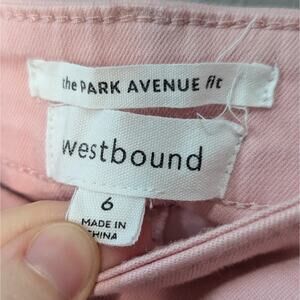 the PARK AVENUE fit
westbound
6
MADE IN
CHINA